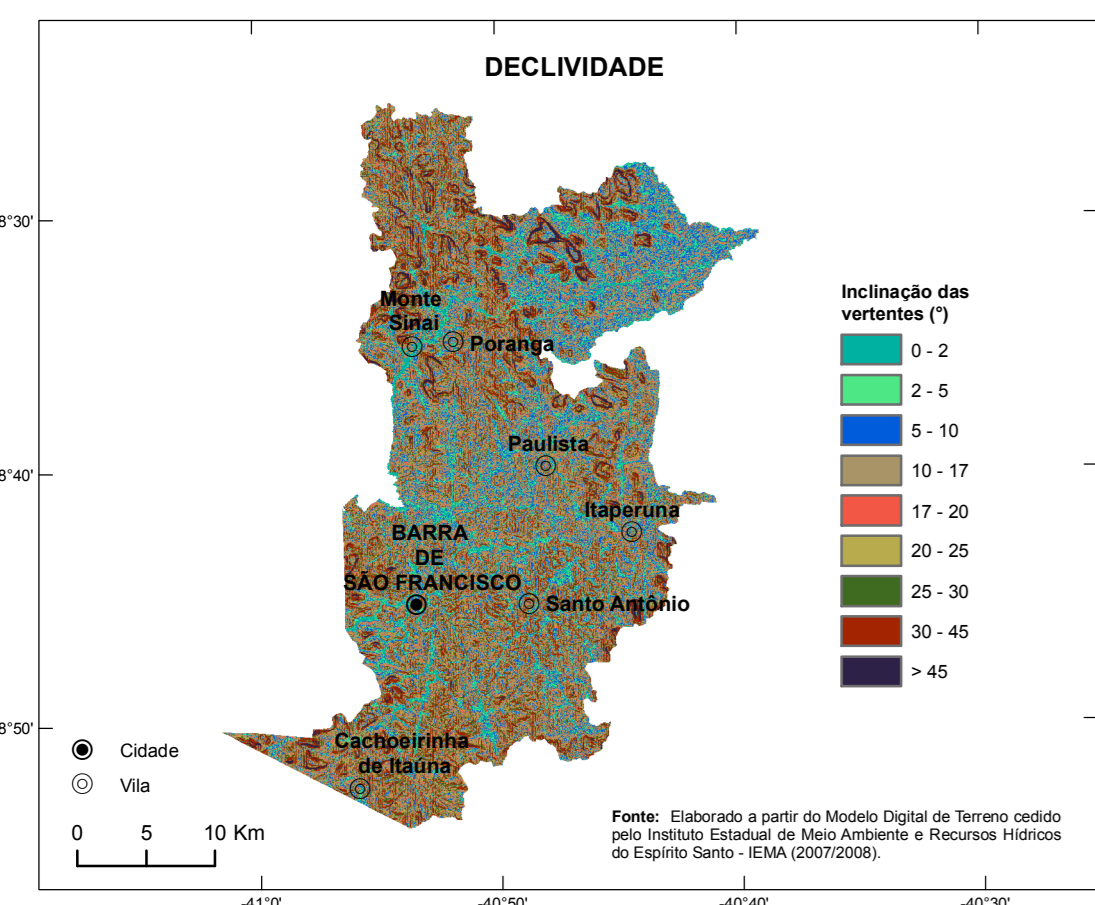 DECLIVIDADE
8°30'
8°40'
8°50'
Monte
Sinai
Poranga
Paulista
Itaperuna
BARRA
DE
SÃO FRANCISCO
Santo Antônio
Cachoeirinha
de Itaúna
Inclinação das
vertentes (°)
0 - 2
2 - 5
5 - 10
10 - 17
17 - 20
20 - 25
25 - 30
30 - 45
> 45
Cidade
Vila
0 5 10 Km
Fonte: Elaborado a partir do Modelo Digital de Terreno cedido
pelo Instituto Estadual de Meio Ambiente e Recursos Hídricos
do Espírito Santo - IEMA (2007/2008).
-41°0' -40°50' -40°40' -40°30'